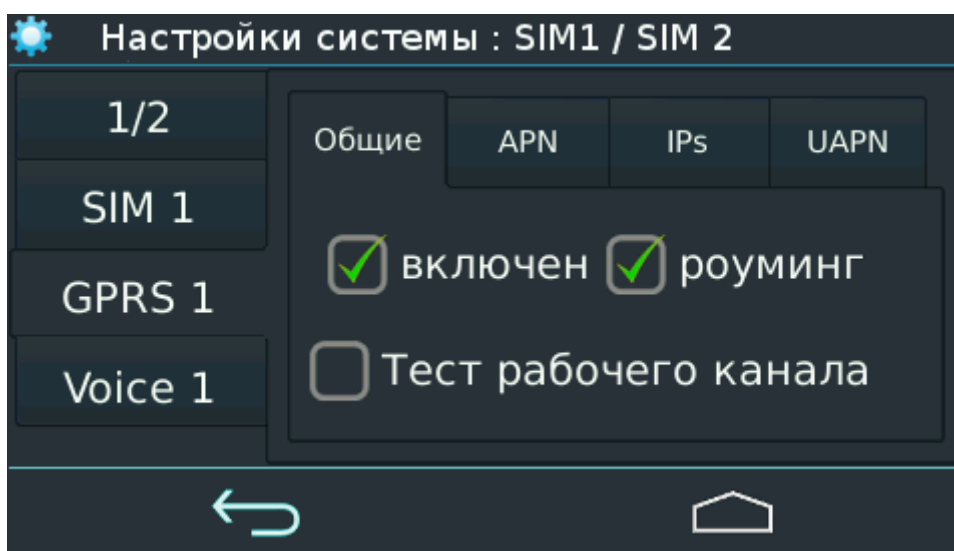 Настройки системы : SIM1 / SIM 2
1/2
SIM 1
GPRS 1
Voice 1
Общие APN IPs UAPN
включен роуминг
Тест рабочего канала